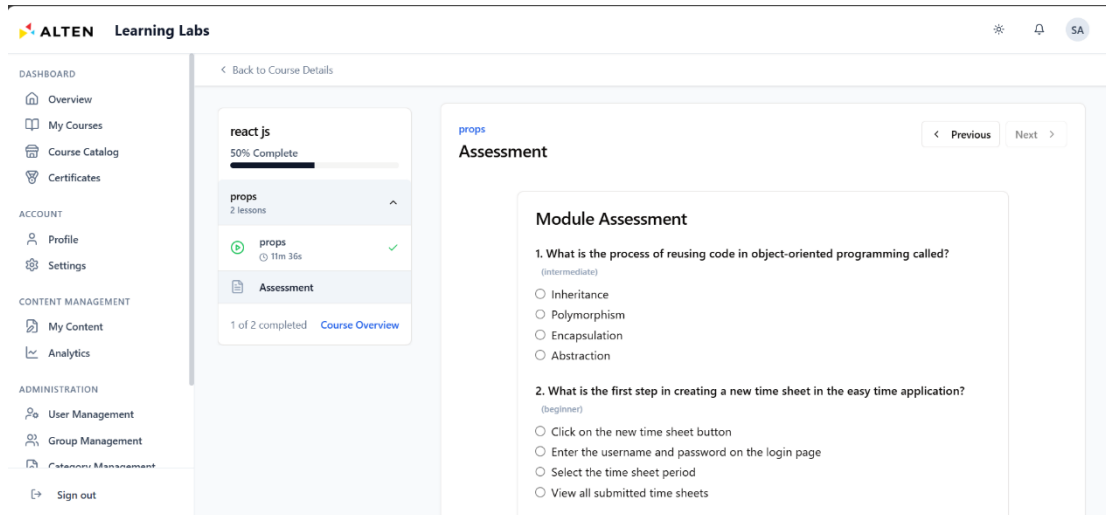 ALTEN Learning Labs
SA
DASHBOARD
Overview
My Courses
Course Catalog
Certificates
ACCOUNT
Profile
Settings
CONTENT MANAGEMENT
My Content
Analytics
ADMINISTRATION
User Management
Group Management
Category Management
Sign out
< Back to Course Details
react js
50% Complete
props
2 lessons
props
11m 36s
Assessment
1 of 2 completed Course Overview
props
Assessment
< Previous Next >
Module Assessment
1. What is the process of reusing code in object-oriented programming called?
(intermediate)
Inheritance
Polymorphism
Encapsulation
Abstraction
2. What is the first step in creating a new time sheet in the easy time application?
(beginner)
Click on the new time sheet button
Enter the username and password on the login page
Select the time sheet period
View all submitted time sheets